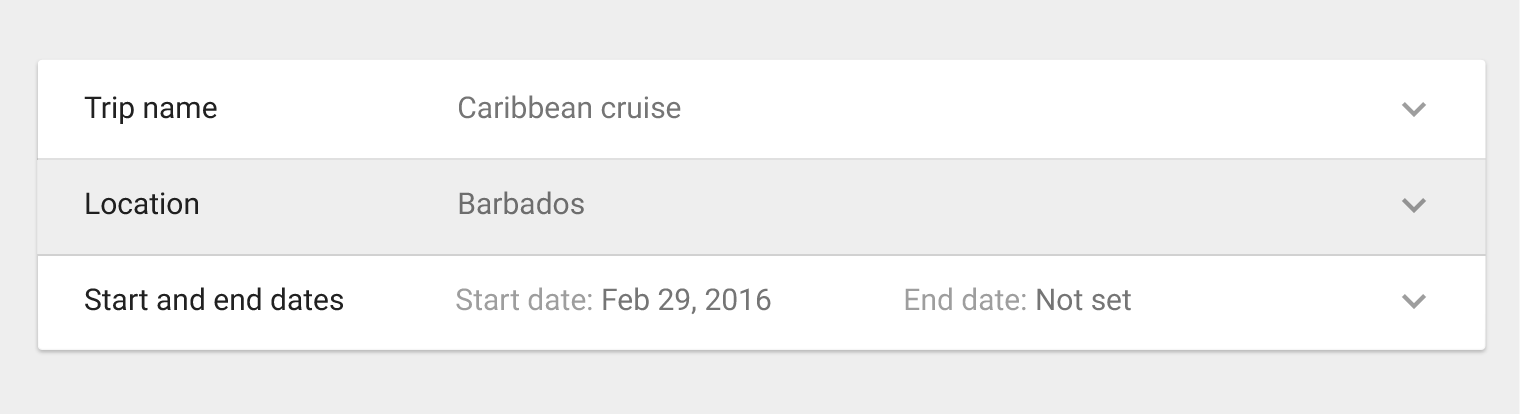 Trip name Caribbean cruise
Location Barbados
Start and end dates Start date: Feb 29, 2016 End date: Not set